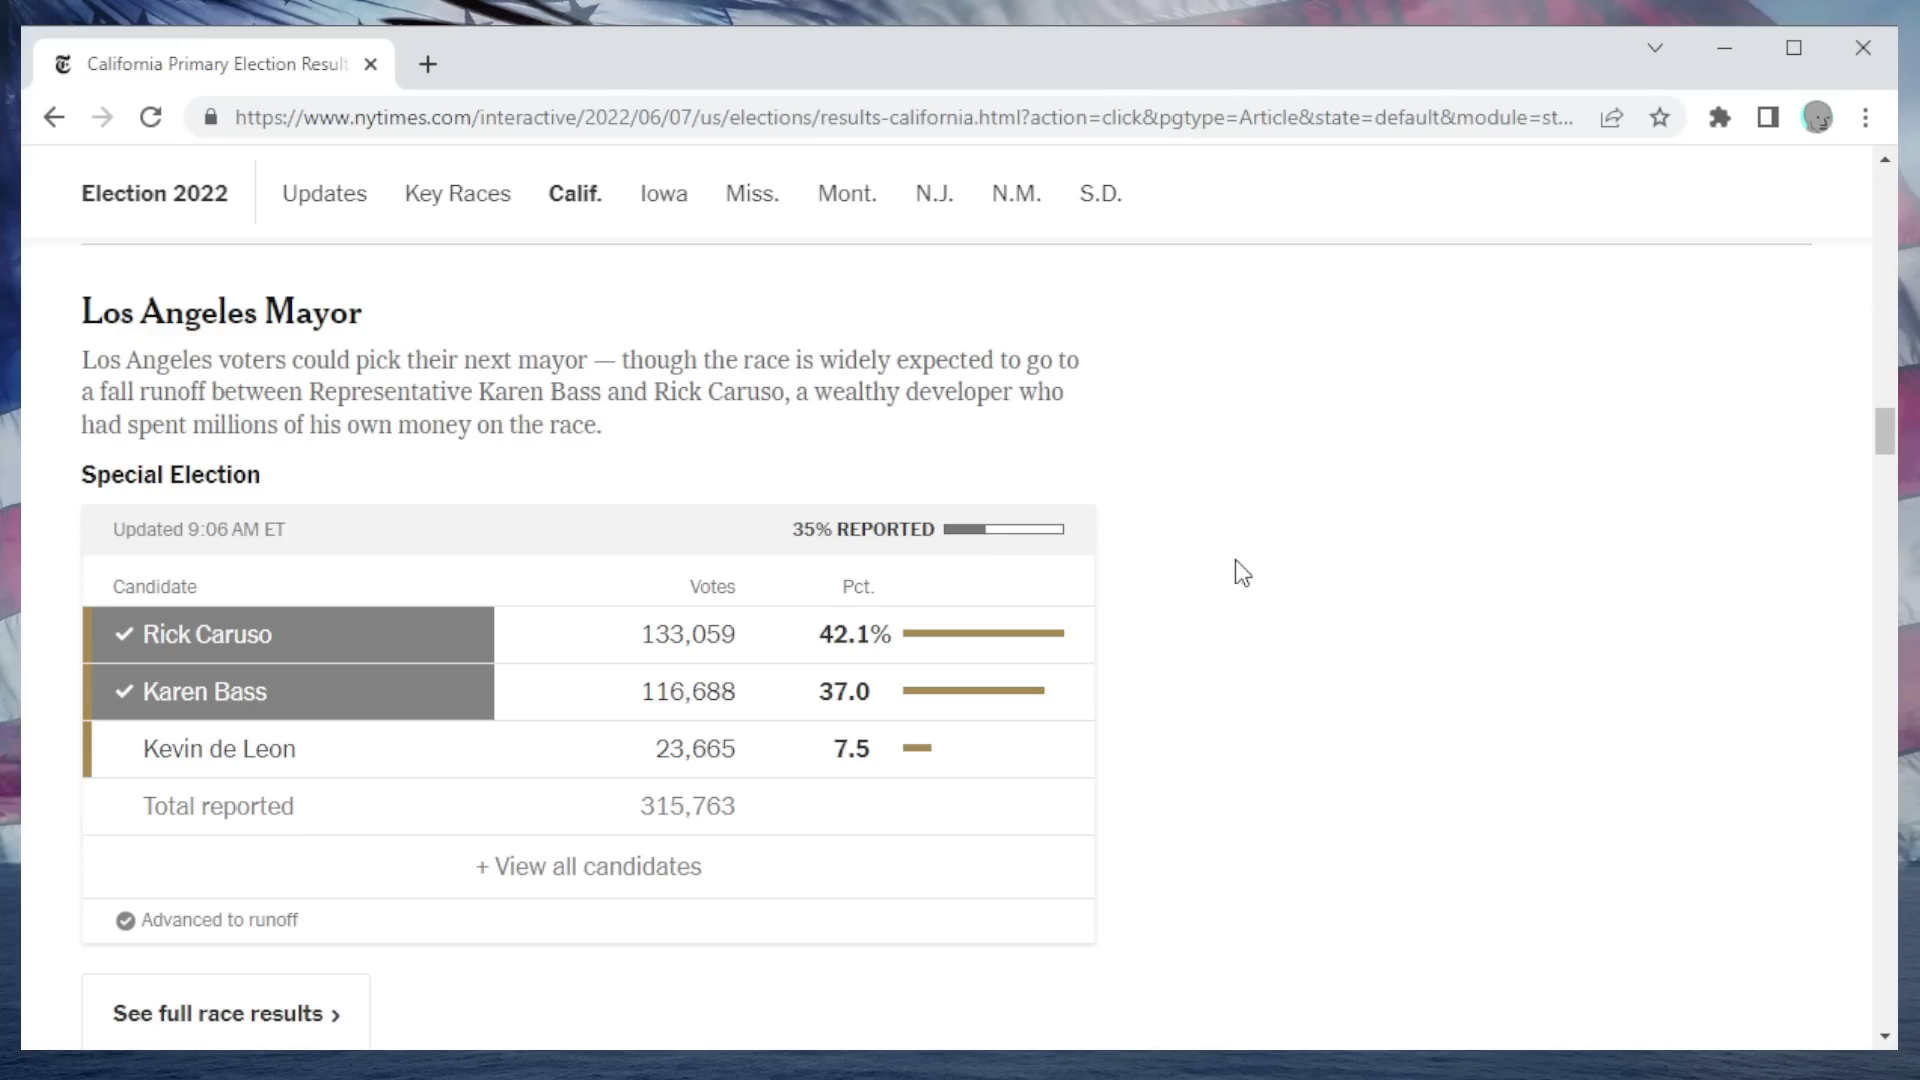 California Primary Election Result
https://www.nytimes.com/interactive/2022/06/07/us/elections/results-california.html?action=click&pgtype=Article&state=default&module=st...
Election 2022 Updates Key Races Calif. Iowa Miss. Mont. N.J. N.M. S.D.
Los Angeles Mayor
Los Angeles voters could pick their next mayor — though the race is widely expected to go to
a fall runoff between Representative Karen Bass and Rick Caruso, a wealthy developer who
had spent millions of his own money on the race.
Special Election
Updated 9:06 AM ET 35% REPORTED
Candidate Votes Pct.
Rick Caruso 133,059 42.1%
Karen Bass 116,688 37.0
Kevin de Leon 23,665 7.5
Total reported 315,763
+ View all candidates
Advanced to runoff
See full race results ›